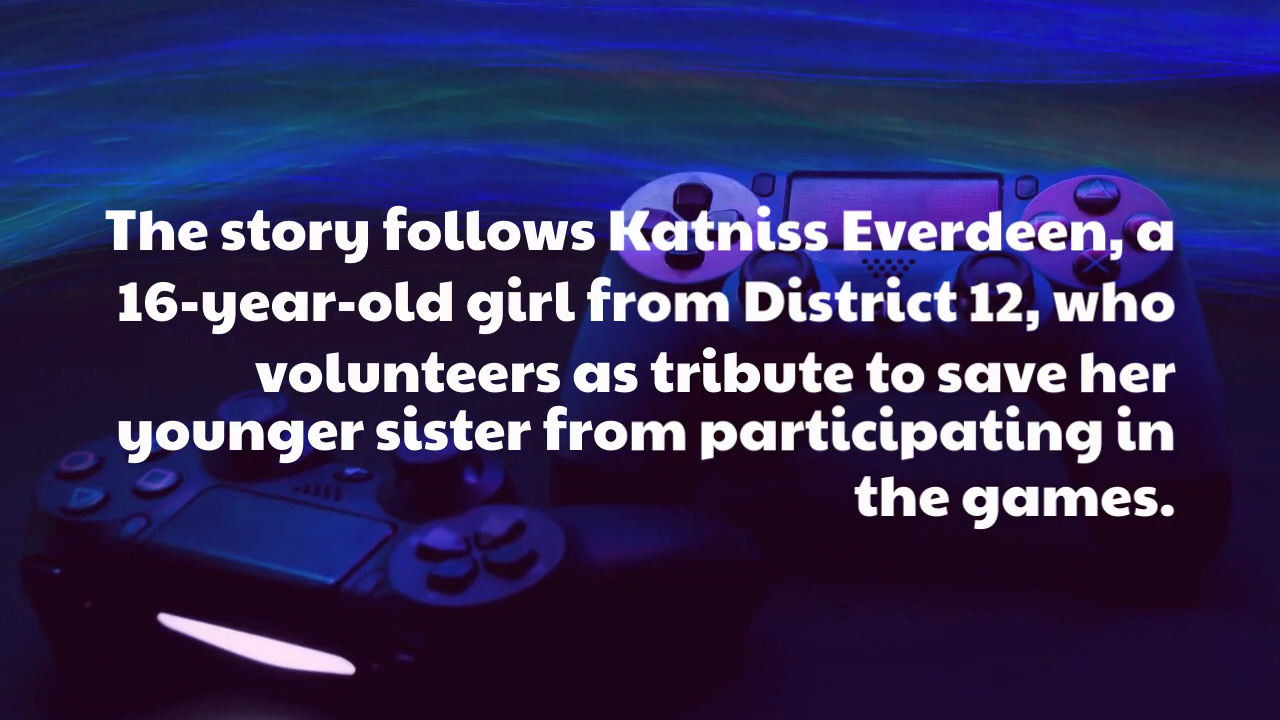 The story follows Katniss Everdeen, a
16-year-old girl from District 12, who
volunteers as tribute to save her
younger sister from participating in
the games.